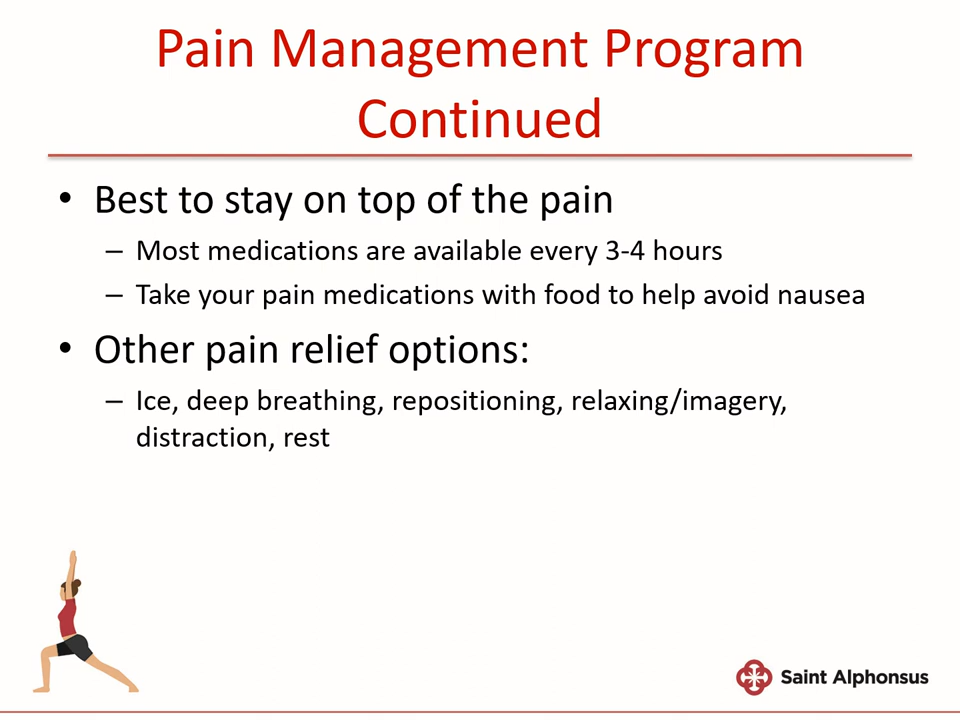 Pain Management Program
Continued
• Best to stay on top of the pain
– Most medications are available every 3-4 hours
– Take your pain medications with food to help avoid nausea
• Other pain relief options:
– Ice, deep breathing, repositioning, relaxing/imagery,
distraction, rest
Saint Alphonsus